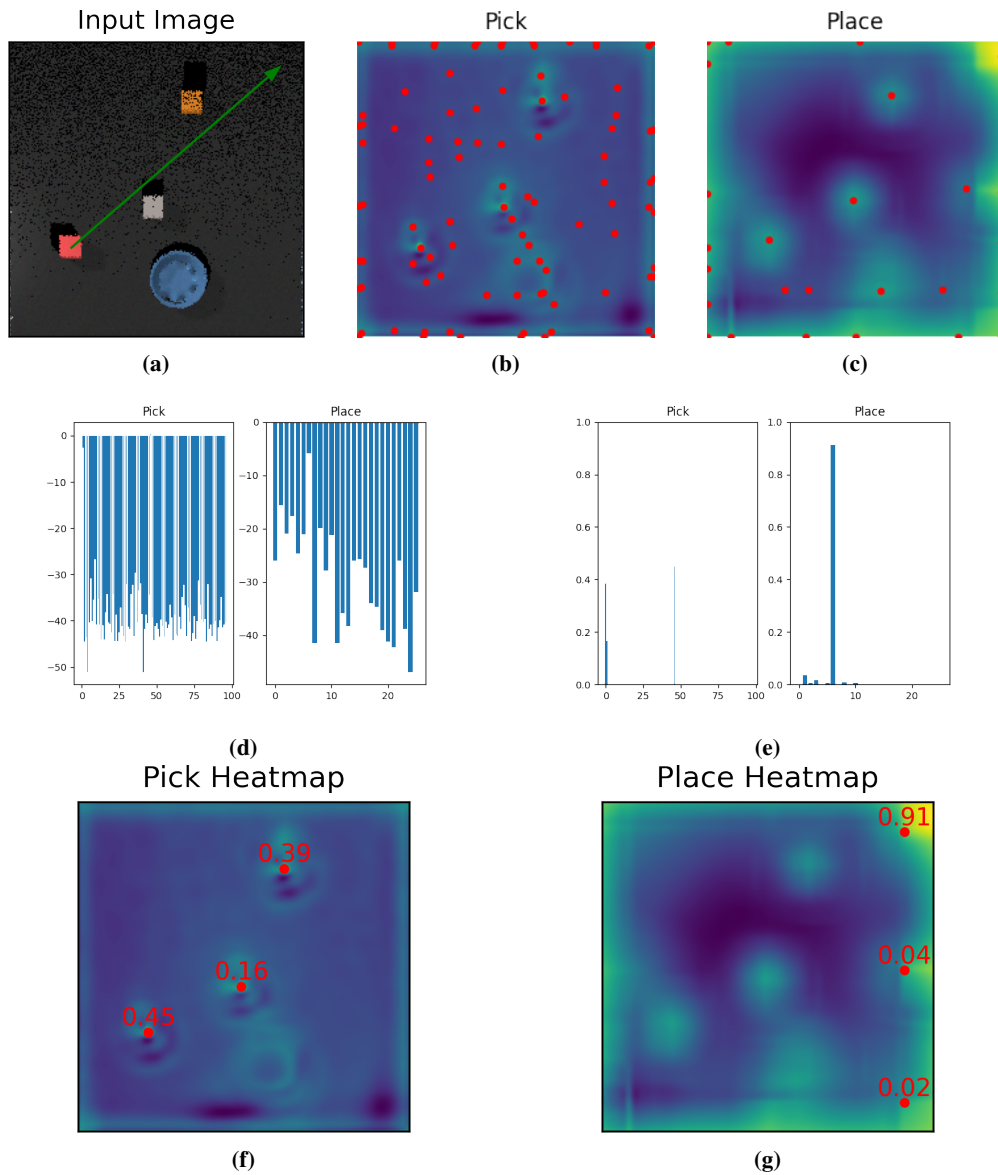 Input Image
Pick
Place
(a)
(b)
(c)
Pick
Place
0
−10
−20
−30
−40
−50
0
25
50
75
100
0
−10
−20
−30
−40
0
10
20
(d)
Pick
Place
1.0
0.8
0.6
0.4
0.2
0.0
0
25
50
75
100
1.0
0.8
0.6
0.4
0.2
0.0
0
10
20
(e)
Pick Heatmap
0.39
0.16
0.45
(f)
Place Heatmap
0.91
0.04
0.02
(g)